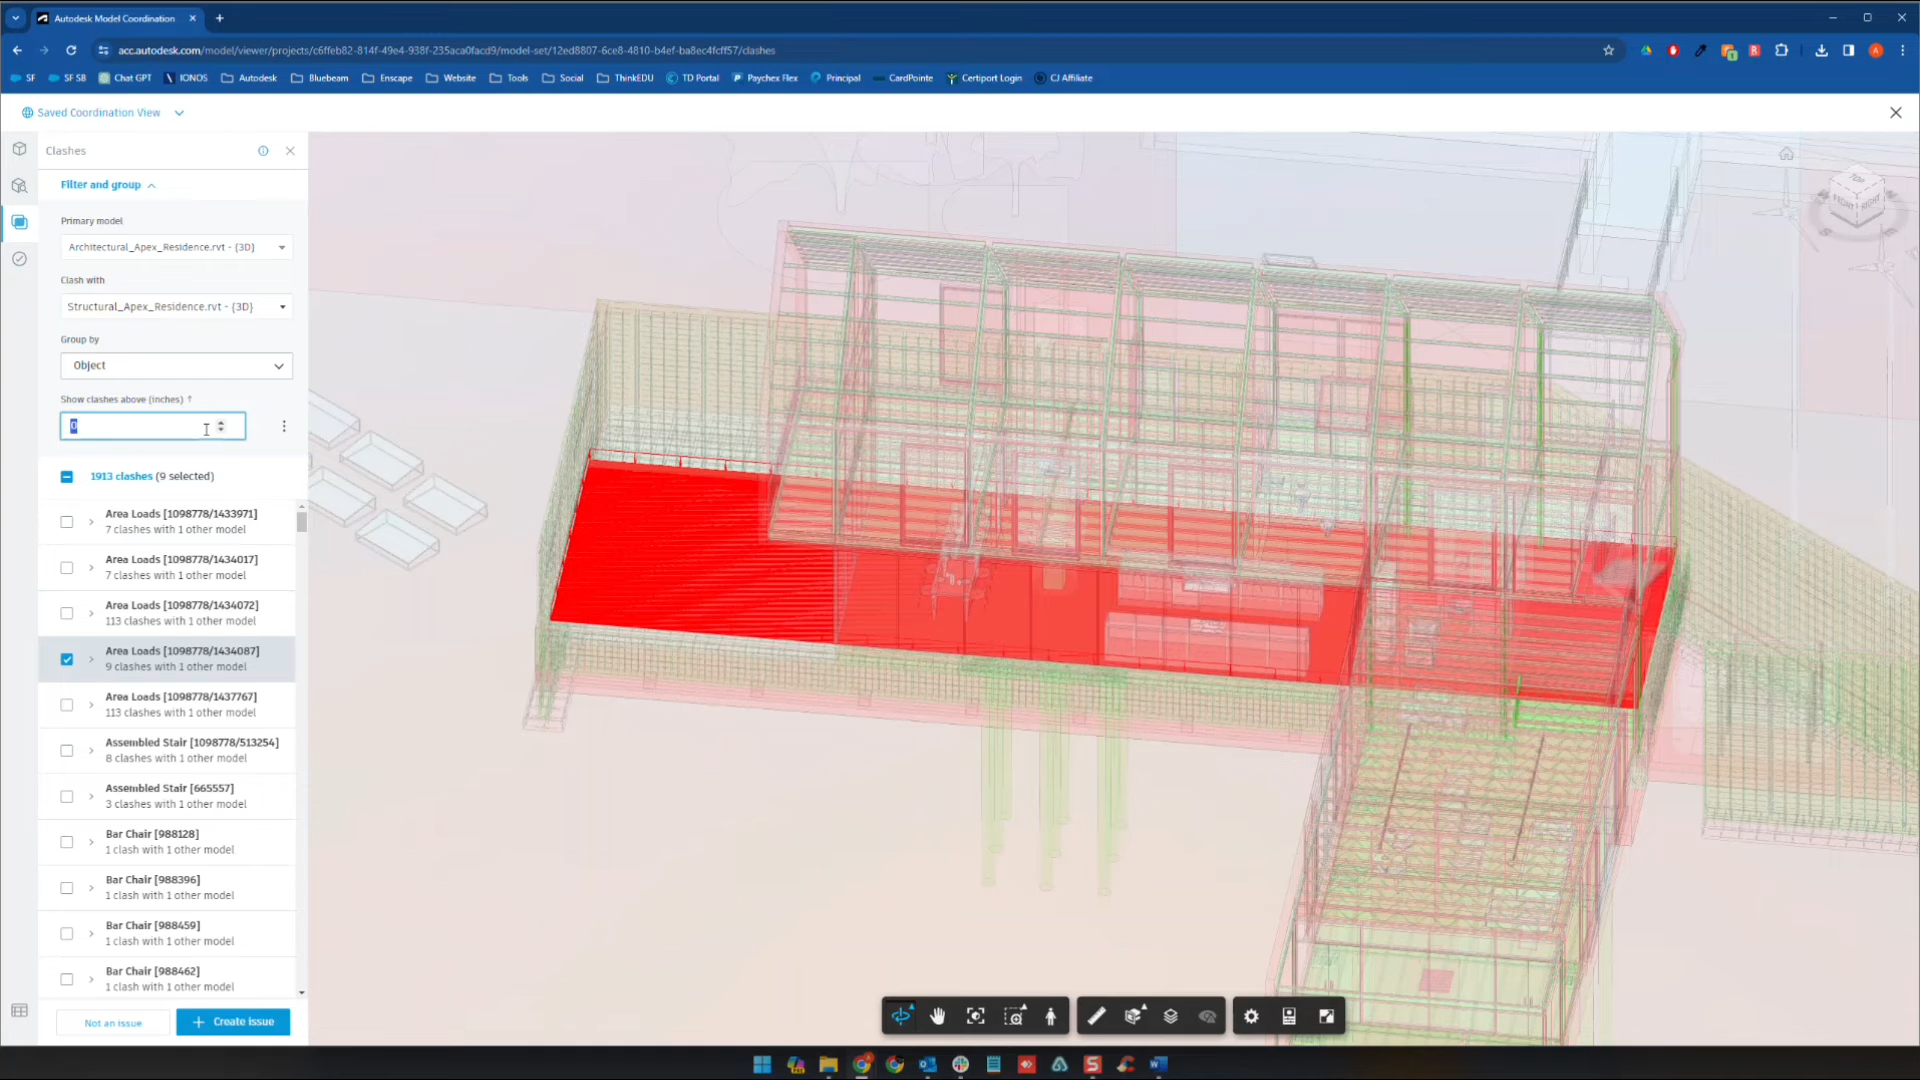 Autodesk Model Coordination
acc.autodesk.com/model/viewer/projects/c6ffeb82-814f-49e4-938f-235aca0facd9/model-set/12ed8807-6ce8-4810-b4ef-ba8ec4fcff57/clashes
SF
SF SB
Chat GPT
IONOS
Autodesk
Bluebeam
Enscape
Website
Tools
Social
ThinkEDU
TD Portal
Paychex Flex
Principal
CardPointe
Certiport Login
CJ Affiliate
Saved Coordination View
Clashes
Filter and group
Primary model
Architectural_Apex_Residence.rvt - {3D}
Clash with
Structural_Apex_Residence.rvt - {3D}
Group by
Object
Show clashes above (inches) ↑
0
1913 clashes (9 selected)
Area Loads [1098778/1433971]
7 clashes with 1 other model
Area Loads [1098778/1434017]
7 clashes with 1 other model
Area Loads [1098778/1434072]
113 clashes with 1 other model
Area Loads [1098778/1434087]
9 clashes with 1 other model
Area Loads [1098778/1437767]
113 clashes with 1 other model
Assembled Stair [1098778/513254]
8 clashes with 1 other model
Assembled Stair [665557]
3 clashes with 1 other model
Bar Chair [988128]
1 clash with 1 other model
Bar Chair [988396]
1 clash with 1 other model
Bar Chair [988459]
1 clash with 1 other model
Bar Chair [988462]
1 clash with 1 other model
Not an issue
+ Create issue
TOP
FRONT
RIGHT